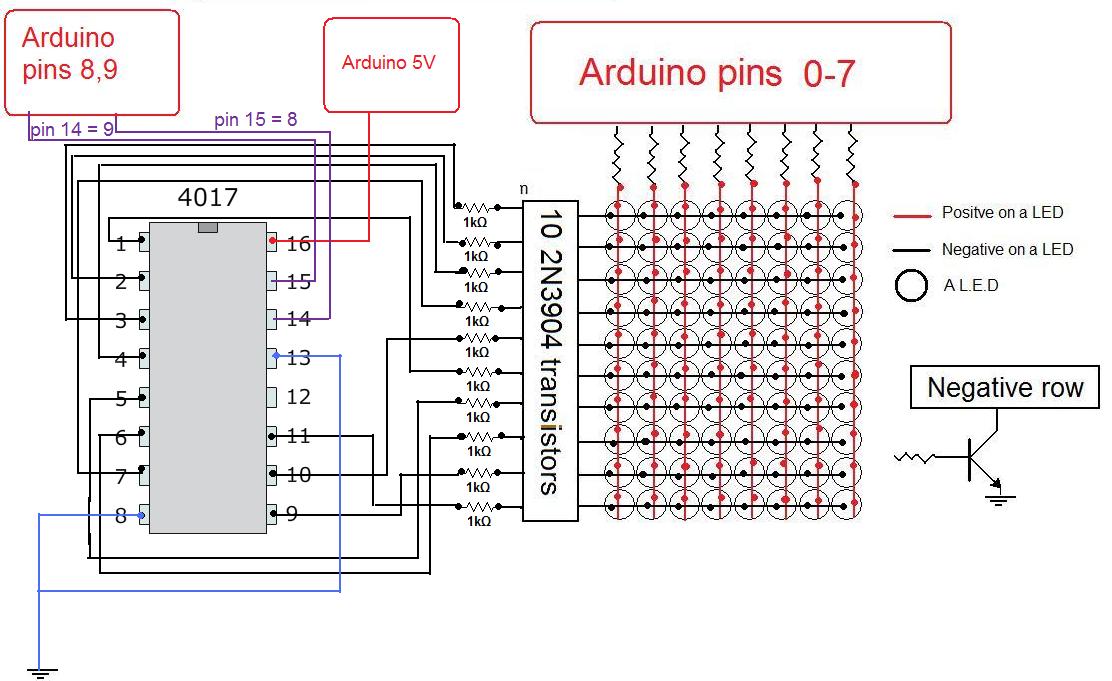 Arduino
pins 8,9
Arduino 5V
Arduino pins 0-7
pin 14 = 9
pin 15 = 8
4017
n
1
2
3
4
5
6
7
8
16
15
14
13
12
11
10
9
1kΩ
1kΩ
1kΩ
1kΩ
1kΩ
1kΩ
1kΩ
1kΩ
1kΩ
1kΩ
10 2N3904 transistors
Positve on a LED
Negative on a LED
A L.E.D
Negative row